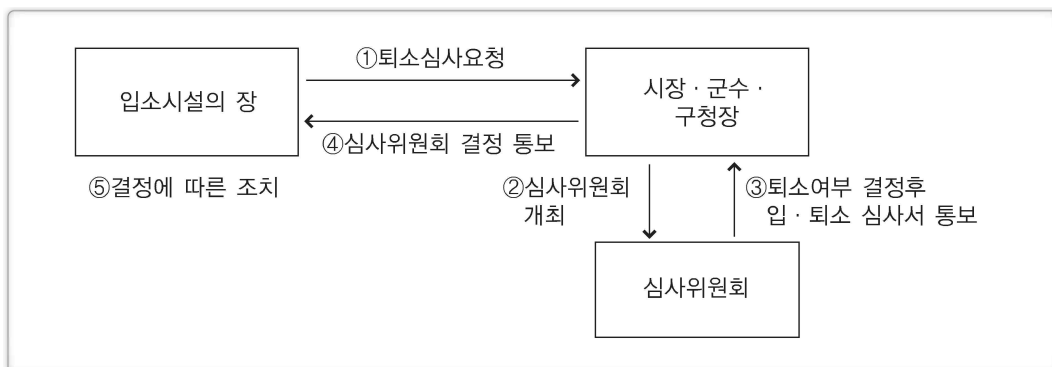 ①퇴소심사요청
입소시설의 장
시장 · 군수 ·
구청장
④심사위원회 결정 통보
⑤결정에 따른 조치
②심사위원회
개최
③퇴소여부 결정후
입 · 퇴소 심사서 통보
심사위원회